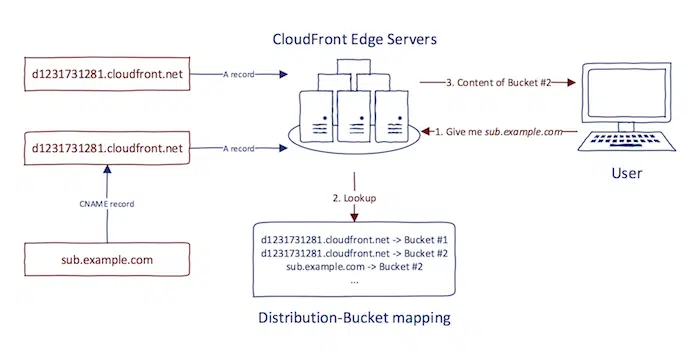 CloudFront Edge Servers
d1231731281.cloudfront.net
A record
3. Content of Bucket #2
1. Give me sub.example.com
d1231731281.cloudfront.net
A record
User
CNAME record
2. Lookup
sub.example.com
d1231731281.cloudfront.net -> Bucket #1
d1231731281.cloudfront.net -> Bucket #2
sub.example.com -> Bucket #2
...
Distribution-Bucket mapping